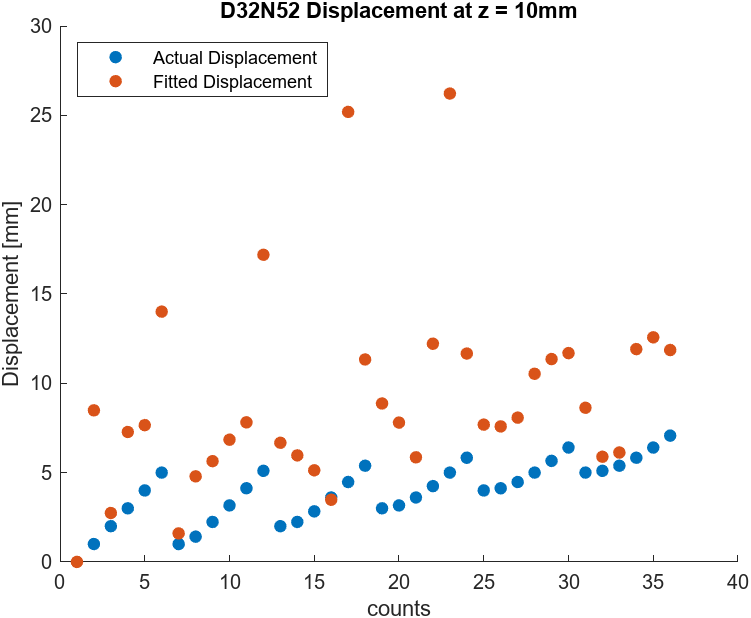 D32N52 Displacement at z = 10mm
Actual Displacement
Fitted Displacement
Displacement [mm]
30
25
20
15
10
5
0
0 5 10 15 20 25 30 35 40
counts